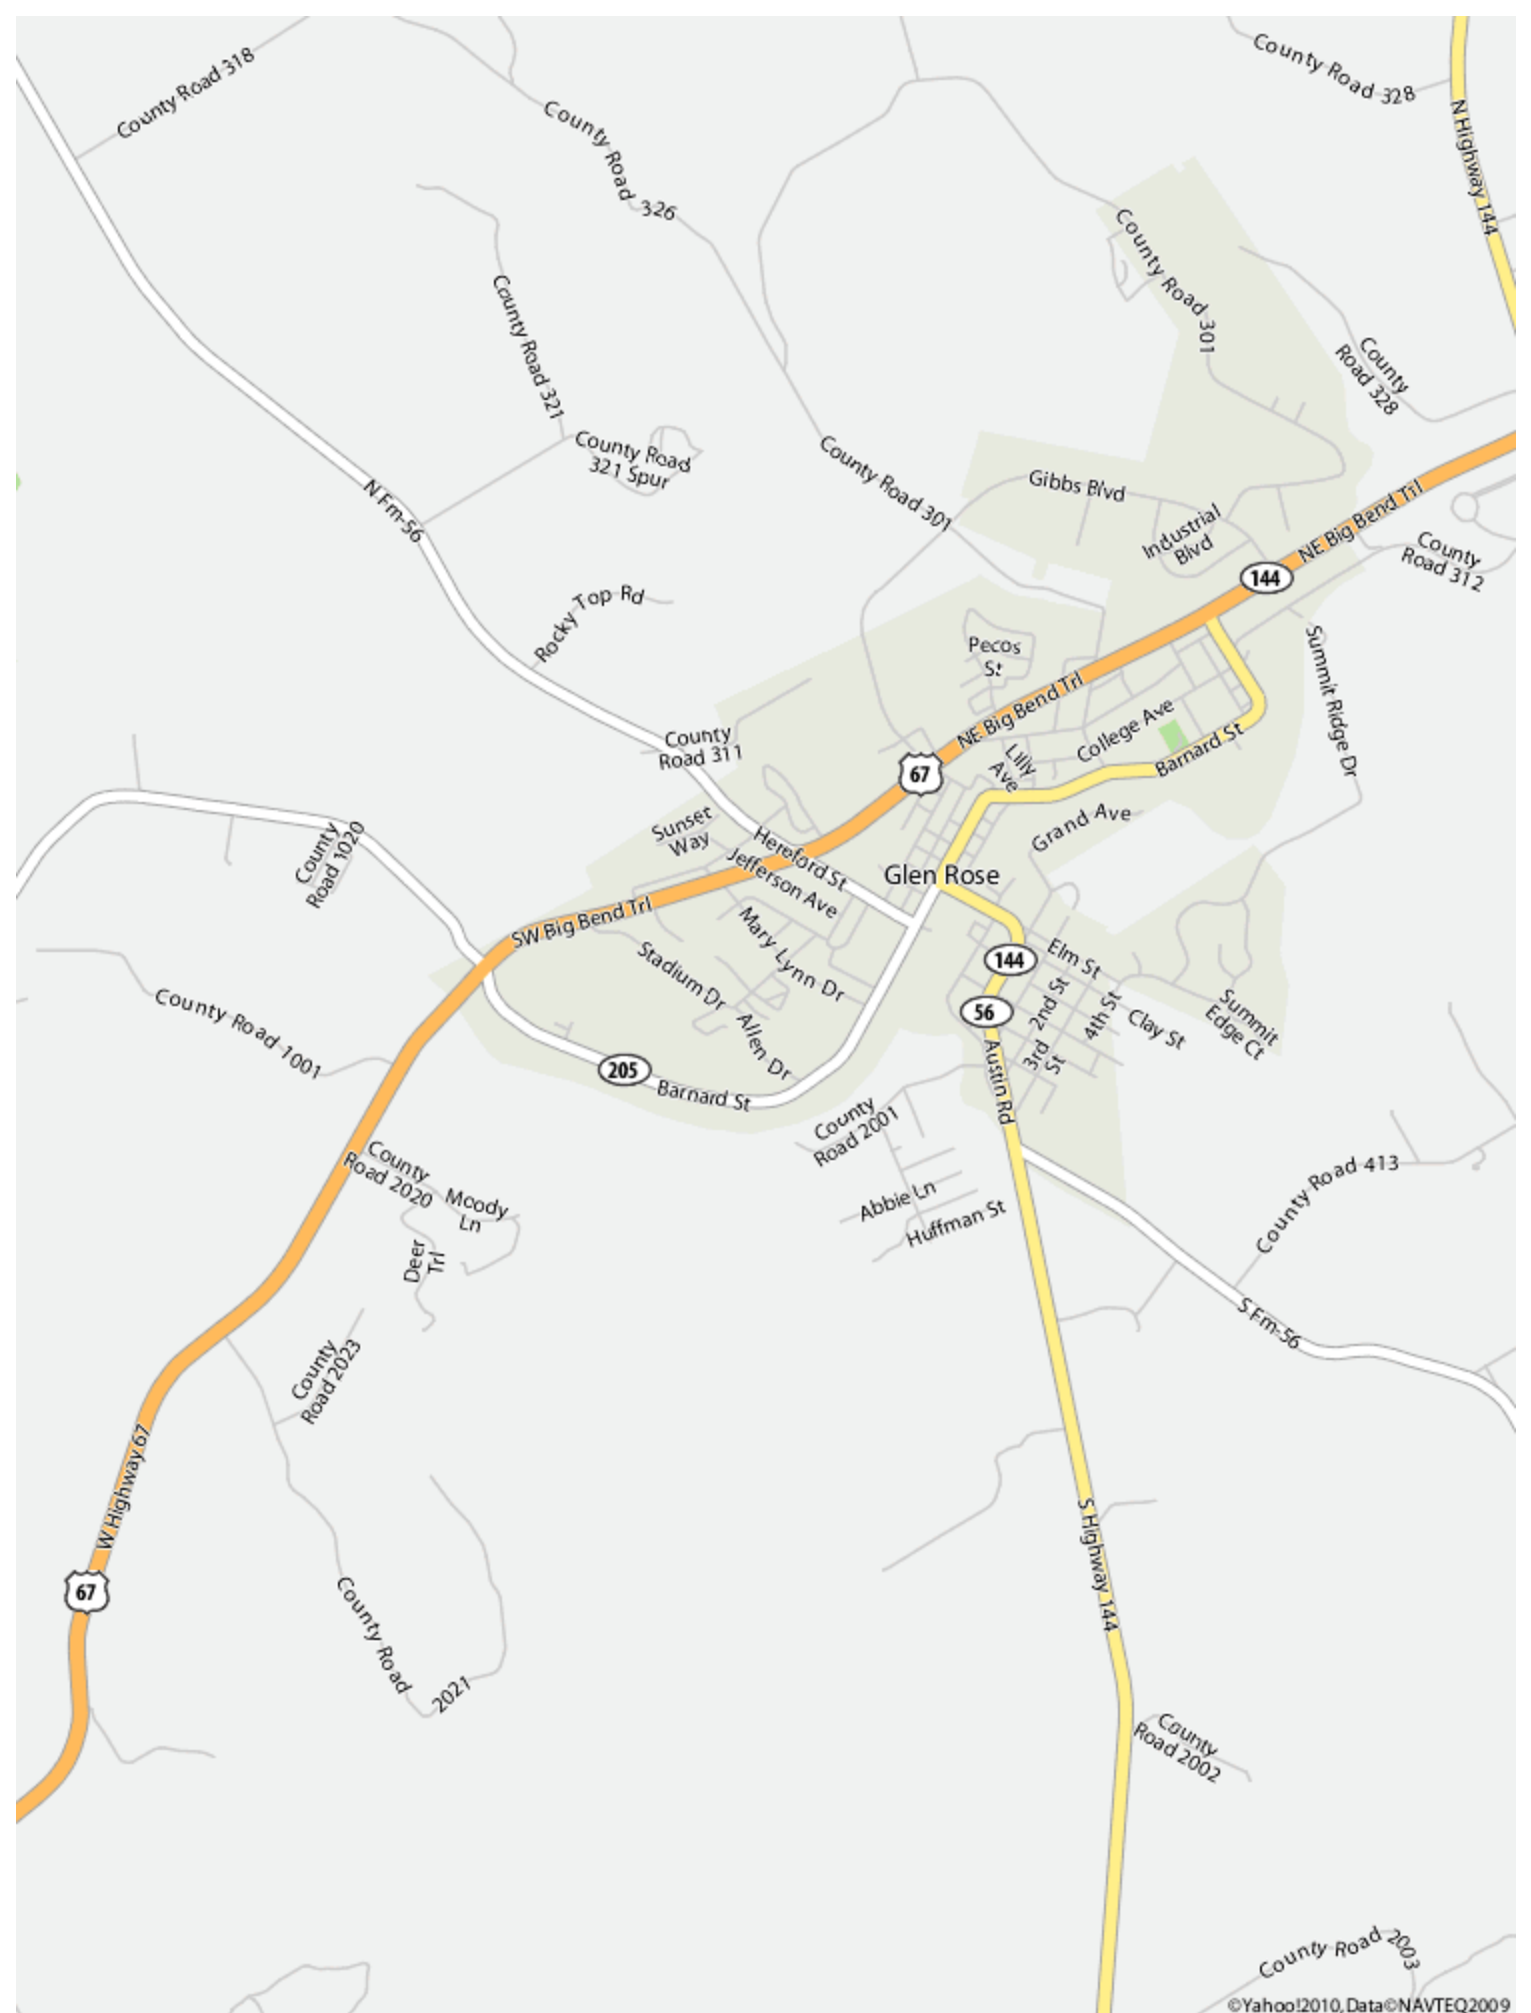 County Road 318
County Road 326
County Road 328
N Highway 144
County Road 301
County Road 321
County
Road 328
County Road
321 Spur
County Road 301
Gibbs Blvd
Industrial
Blvd
NE Big Bend Trl
N Fm-56
County
Road 312
144
Rocky Top Rd
Pecos
St
Summit Ridge Dr
NE Big Bend Trl
College Ave
County
Road 311
Lilly
Ave
Barnard St
67
Sunset
Way
Grand Ave
Hereford St
Jefferson Ave
County
Road 1020
Glen Rose
SW Big Bend Trl
Mary Lynn Dr
Stadium Dr
144
Elm St
56
2nd St
4th St
Clay St
Summit
Edge Ct
County Road 1001
Allen Dr
3rd
St
205
Barnard St
Austin Rd
County
Road 2001
County
Road 2020
Moody
Ln
Abbie Ln
Huffman St
County Road 413
Deer
Trl
S Fm-56
County
Road 2023
W Highway 67
S Highway 144
67
County Road
2021
County
Road 2002
County Road 2003
©Yahoo!2010, Data©NAVTEQ2009